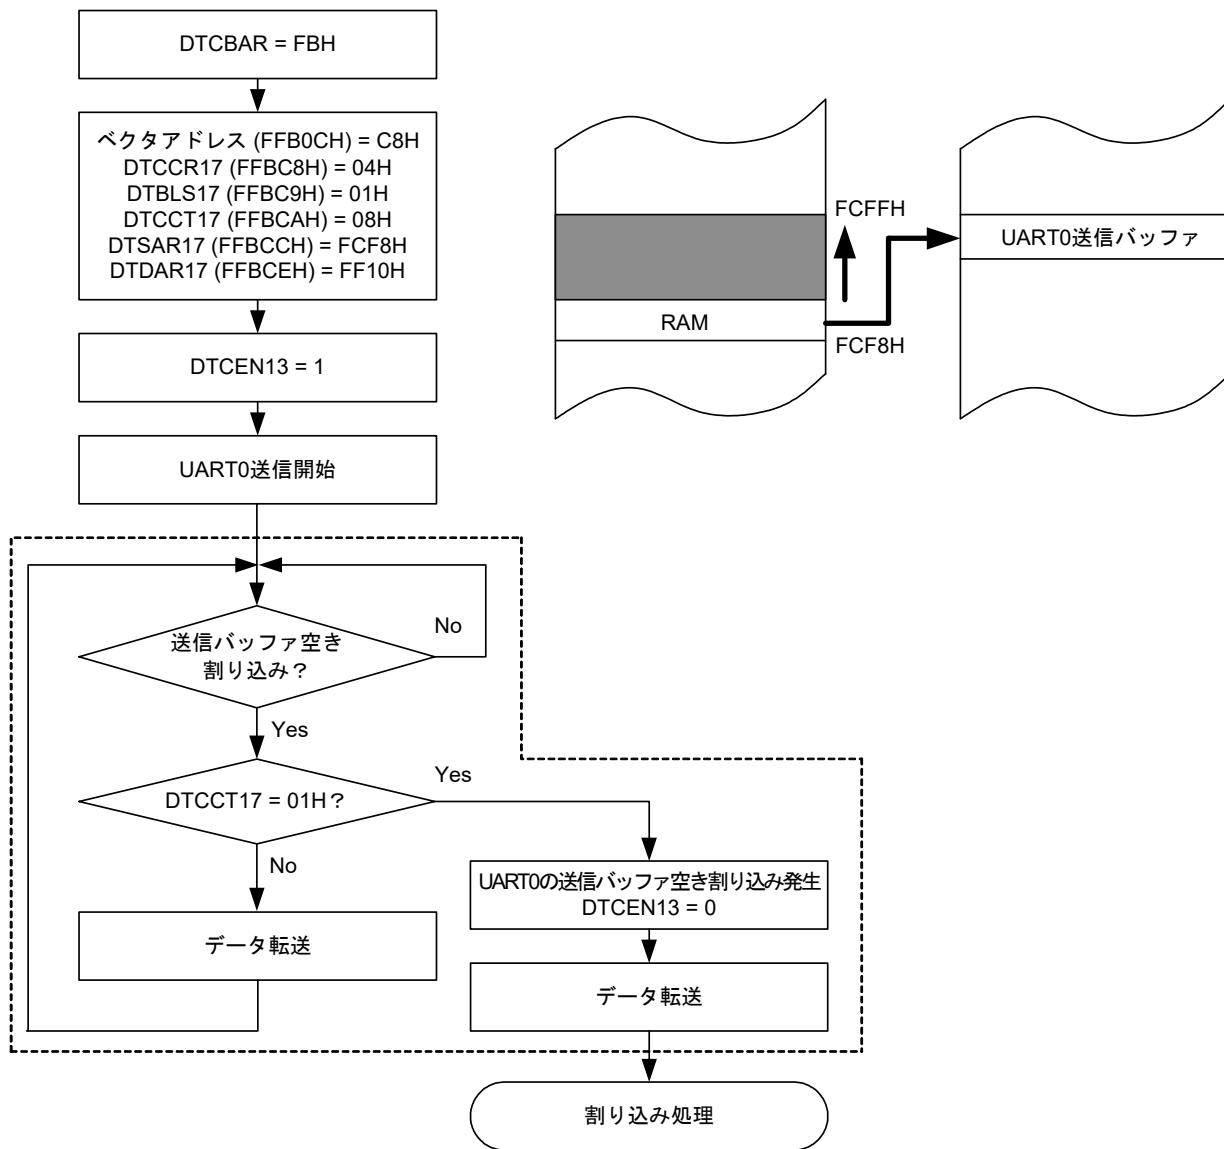 DTCBAR = FBH
ベクタアドレス (FFB0CH) = C8H
DTCCR17 (FFBC8H) = 04H
DTBLS17 (FFBC9H) = 01H
DTCCT17 (FFBCAH) = 08H
DTSAR17 (FFBCCH) = FCF8H
DTDAR17 (FFBCEH) = FF10H
DTCEN13 = 1
UART0送信開始
送信バッファ空き
割り込み？
No
Yes
DTCCT17 = 01H？
Yes
No
データ転送
UART0の送信バッファ空き割り込み発生
DTCEN13 = 0
データ転送
割り込み処理
FCFFH
RAM
FCF8H
UART0送信バッファ